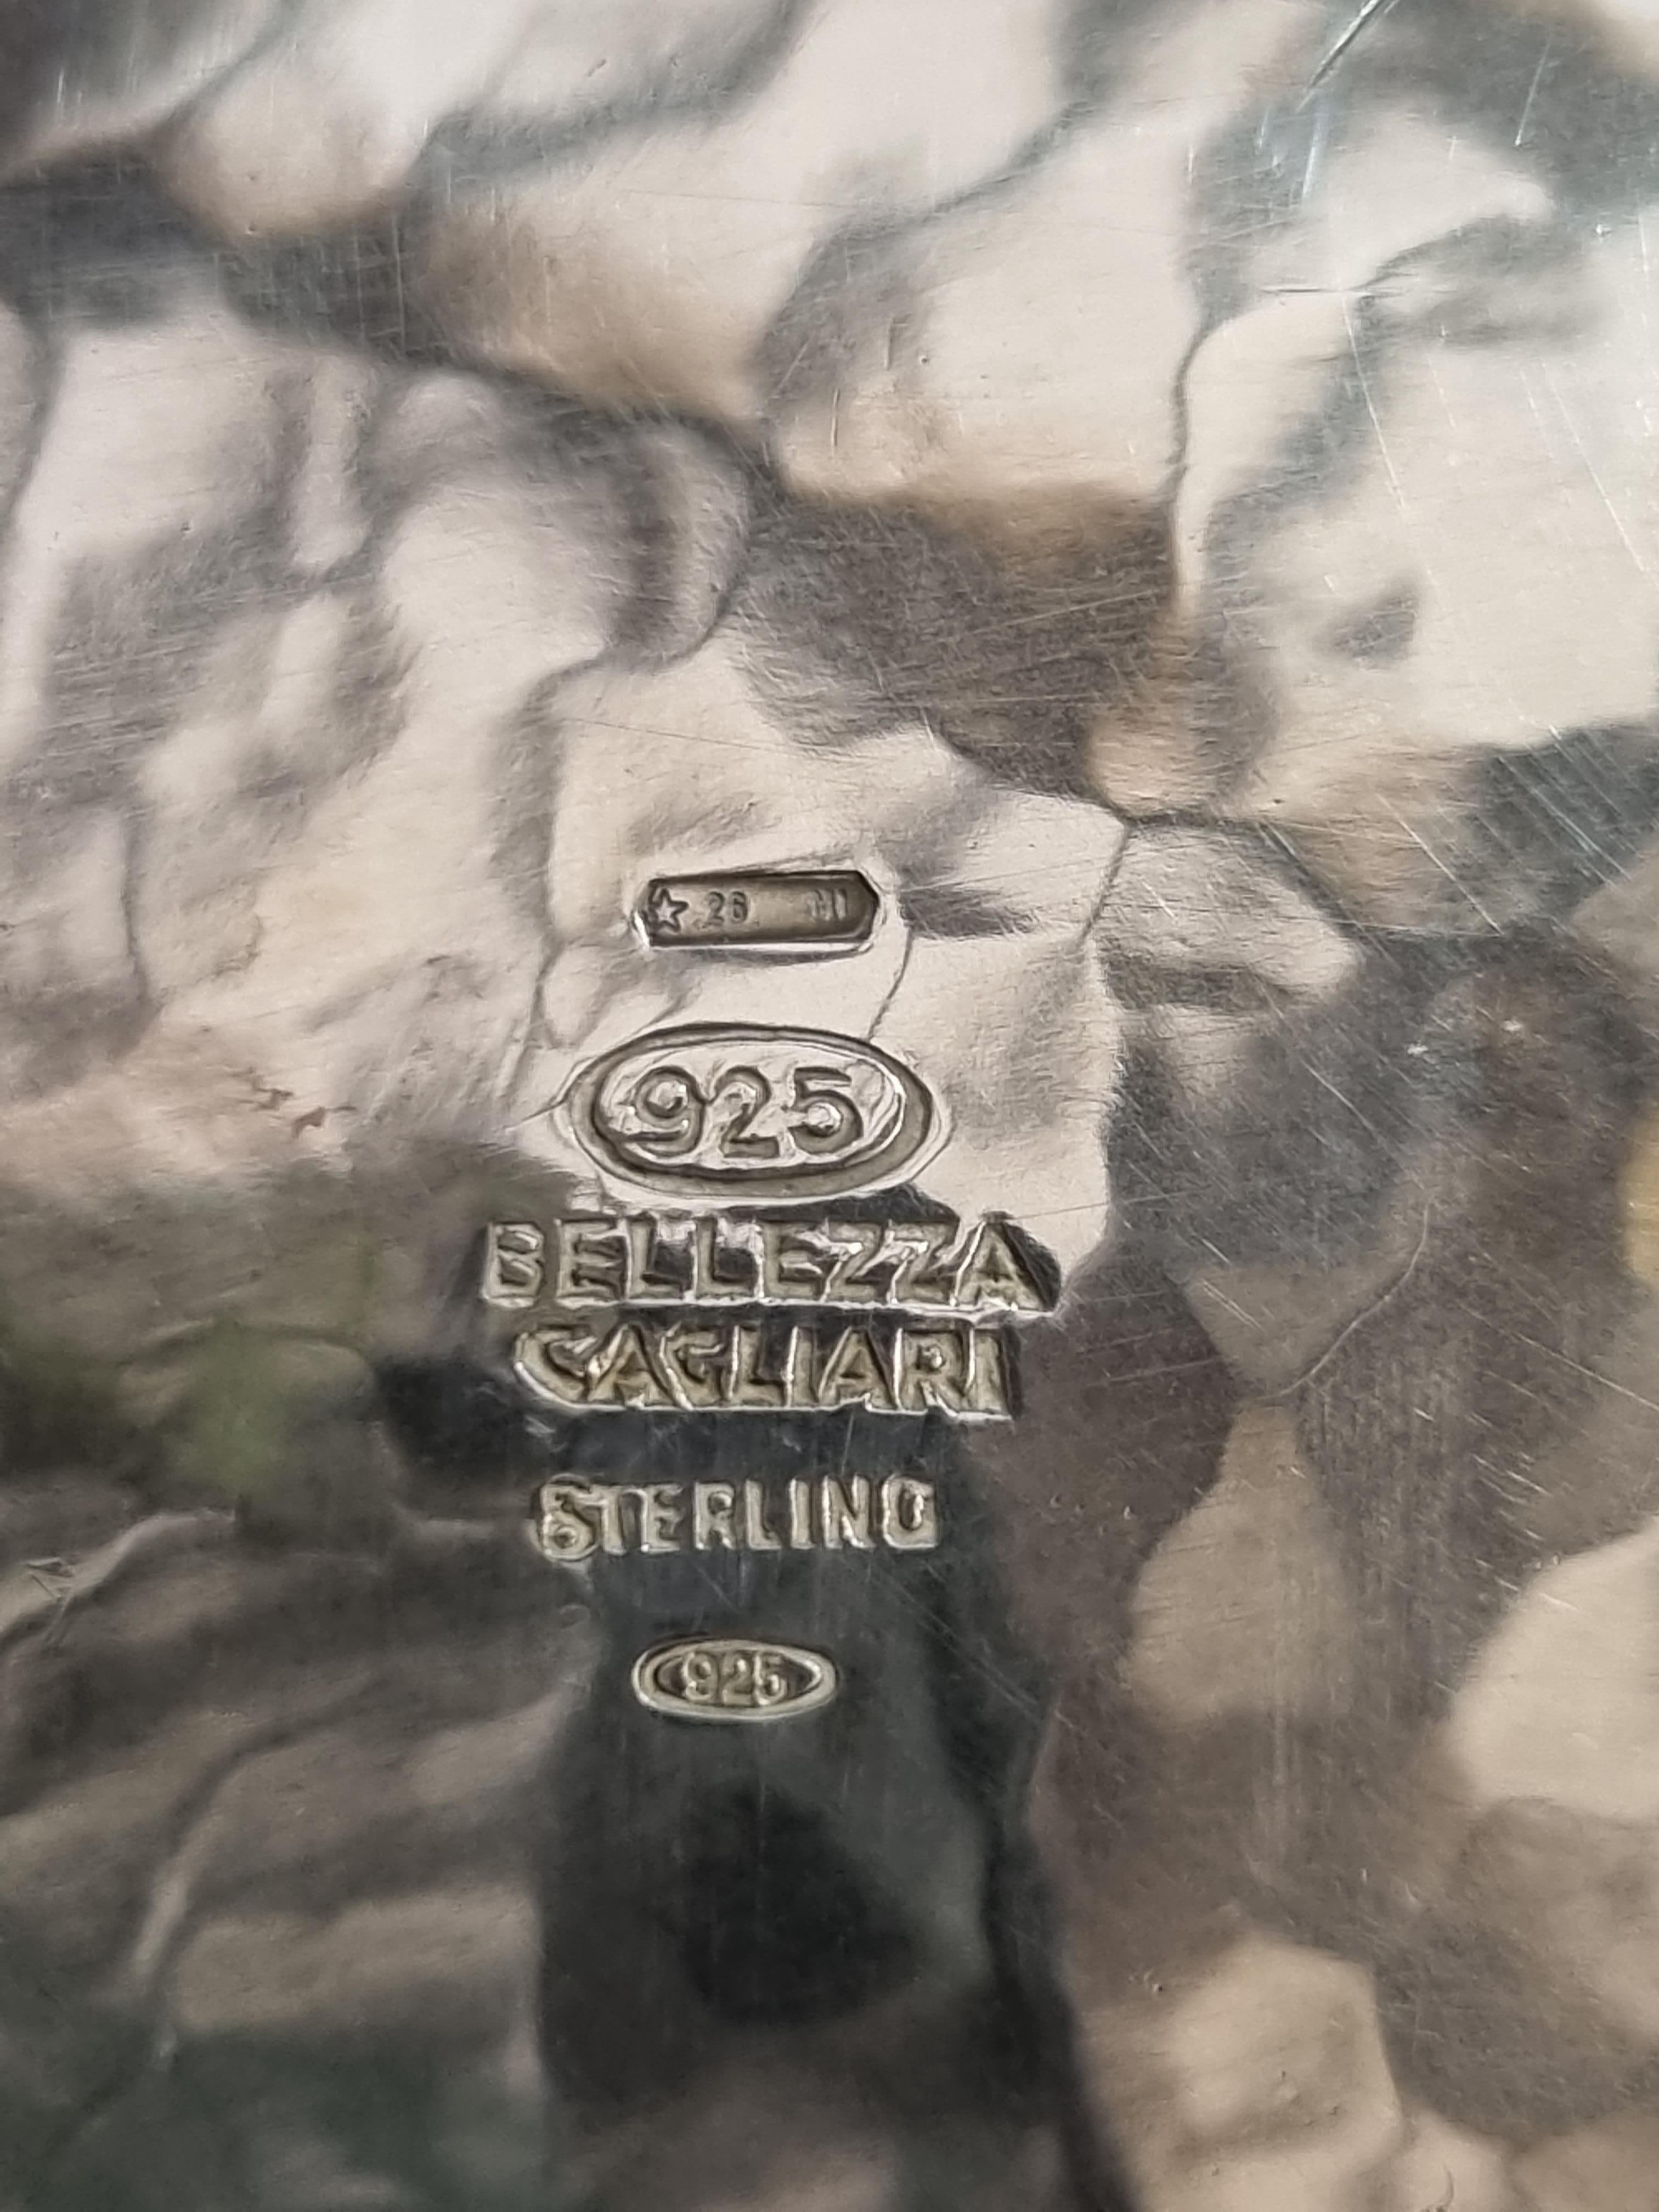 ☆ 26 MI
925
BELLEZZA
CAGLIARI
STERLING
925